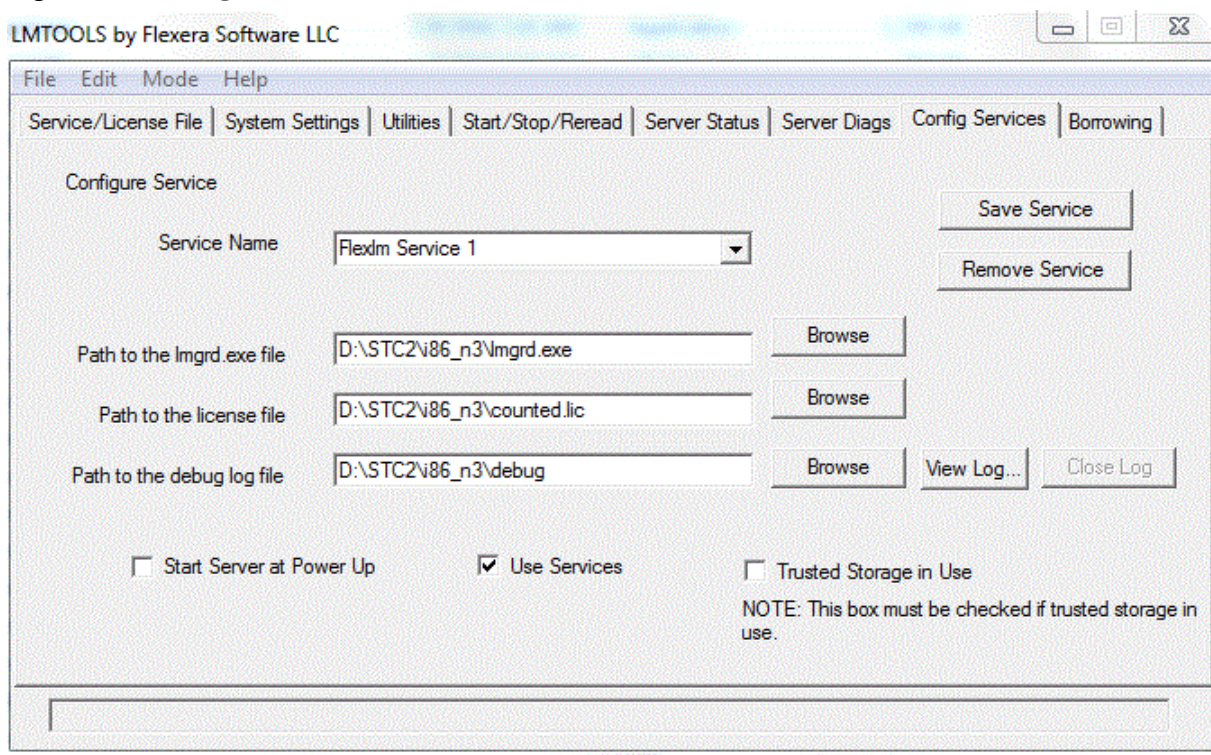 LMTOOLS by Flexera Software LLC
File Edit Mode Help
Service/License File System Settings Utilities Start/Stop/Reread Server Status Server Diags Config Services Borrowing
Configure Service
Save Service
Service Name Flexlm Service 1
Remove Service
Path to the lmgrd.exe file D:\STC2\i86_n3\lmgrd.exe Browse
Path to the license file D:\STC2\i86_n3\counted.lic Browse
Path to the debug log file D:\STC2\i86_n3\debug Browse View Log... Close Log
Start Server at Power Up Use Services Trusted Storage in Use
NOTE: This box must be checked if trusted storage in
use.